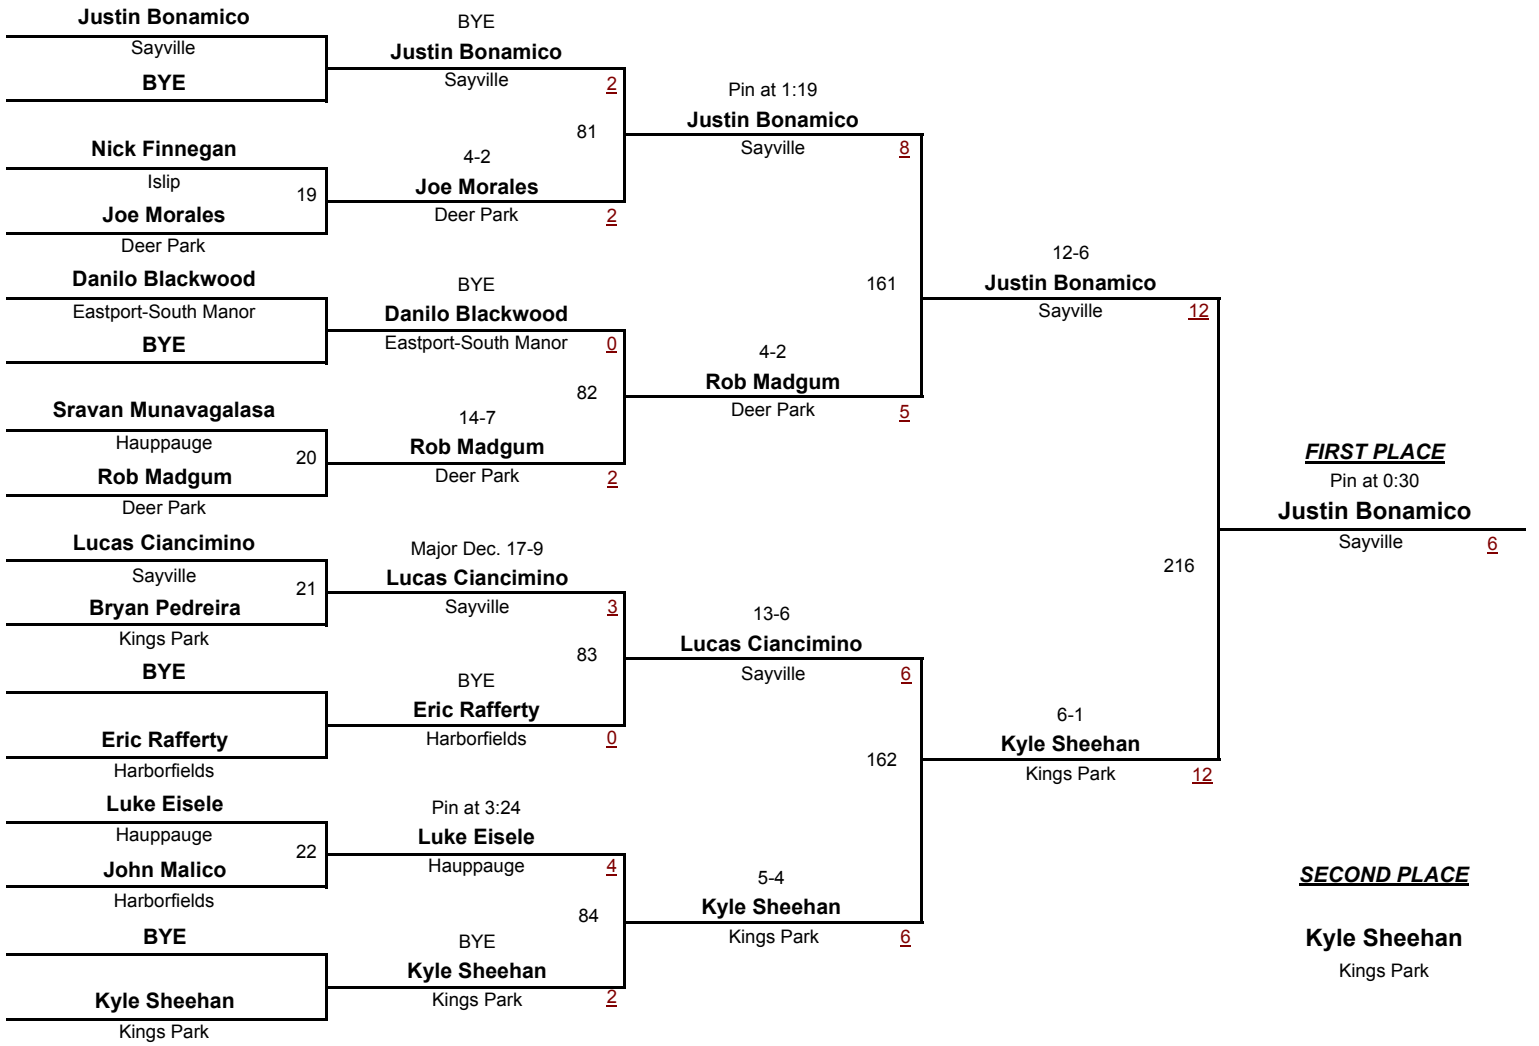 Justin Bonamico
Sayville
BYE
Nick Finnegan
Islip
19
Joe Morales
Deer Park
Danilo Blackwood
Eastport-South Manor
BYE
Sravan Munavagalasa
Hauppauge
20
Rob Madgum
Deer Park
Lucas Ciancimino
Sayville
21
Bryan Pedreira
Kings Park
BYE
Eric Rafferty
Harborfields
Luke Eisele
Hauppauge
22
John Malico
Harborfields
BYE
Kyle Sheehan
Kings Park
BYE
Justin Bonamico
Sayville 2
81
4-2
Joe Morales
Deer Park 2
BYE
Danilo Blackwood
Eastport-South Manor 0
82
14-7
Rob Madgum
Deer Park 2
Major Dec. 17-9
Lucas Ciancimino
Sayville 3
83
BYE
Eric Rafferty
Harborfields 0
Pin at 3:24
Luke Eisele
Hauppauge 4
84
BYE
Kyle Sheehan
Kings Park 2
Pin at 1:19
Justin Bonamico
Sayville 8
161
4-2
Rob Madgum
Deer Park 5
13-6
Lucas Ciancimino
Sayville 6
162
5-4
Kyle Sheehan
Kings Park 6
12-6
Justin Bonamico
Sayville 12
216
6-1
Kyle Sheehan
Kings Park 12
FIRST PLACE
Pin at 0:30
Justin Bonamico
Sayville 6
SECOND PLACE
Kyle Sheehan
Kings Park